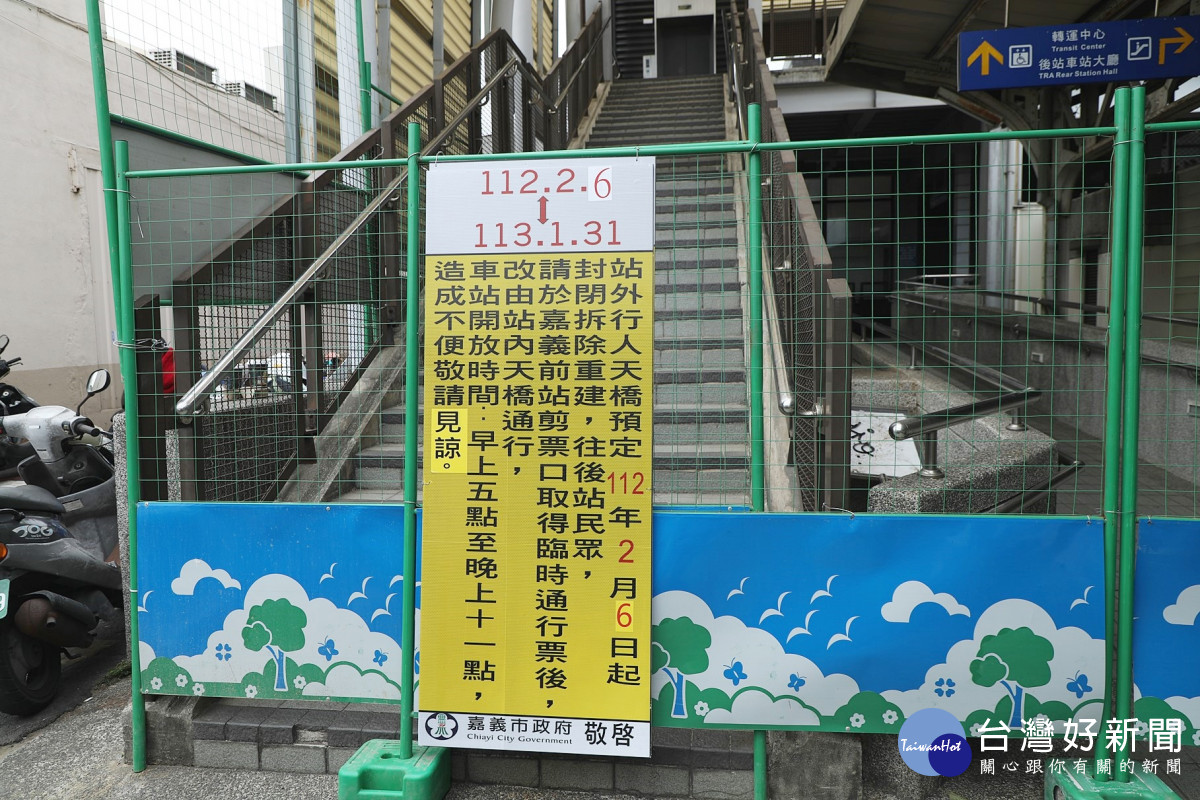 112.2.6
↕
113.1.31
站外行人天橋預定112年2月6日起
封閉拆除重建，往後站民眾，
請於嘉義前站剪票口取得臨時通行票後，
改由站內天橋通行，
車站開放時間：早上五點至晚上十一點，
造成不便敬請見諒。
嘉義市政府 敬啓
Chiayi City Government
轉運中心
Transit Center
後站車站大廳
TRA Rear Station Hall
TaiwanHot
台灣好新聞
關心跟你有關的新聞